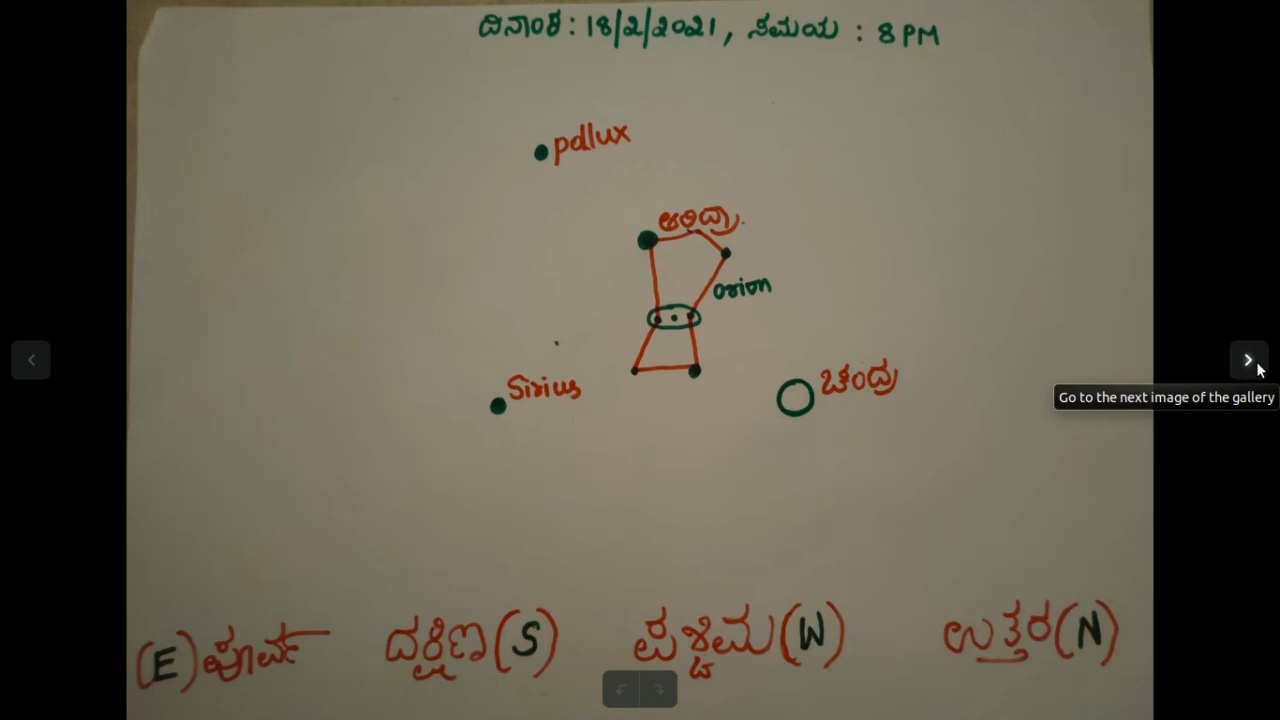 ದಿನಾಂಕ : 18/2/2021, ಸಮಯ : 8 PM
pollux
ಆರಿದ್ರಾ
orion
Sirius
ಚಂದ್ರ
Go to the next image of the gallery
(E) ಪೂರ್ವ ದಕ್ಷಿಣ (S) ಪಶ್ಚಿಮ (W) ಉತ್ತರ (N)